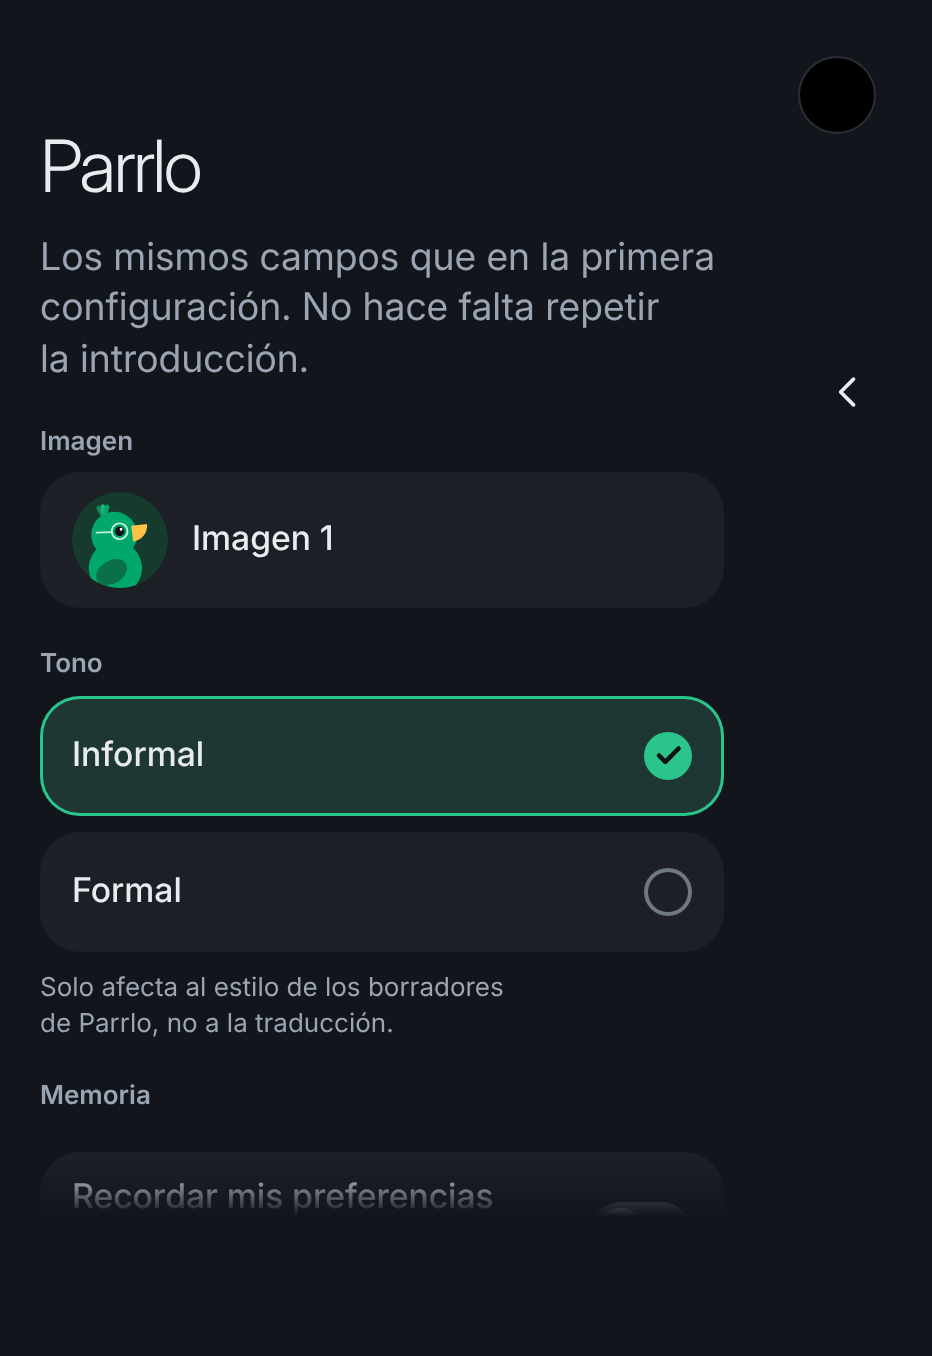 Parrlo
Los mismos campos que en la primera
configuración. No hace falta repetir
la introducción.
Imagen
Imagen 1
Tono
Informal
Formal
Solo afecta al estilo de los borradores
de Parrlo, no a la traducción.
Memoria
Recordar mis preferencias